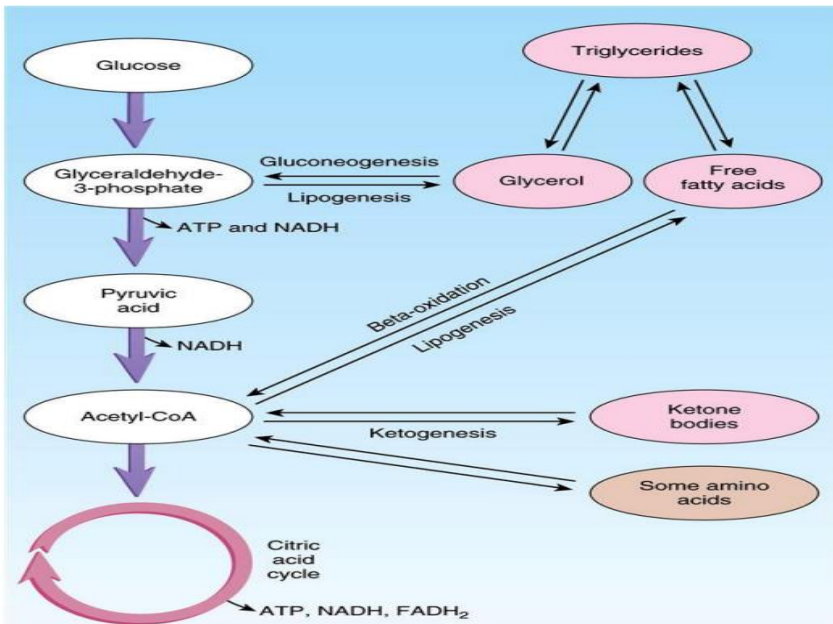 Triglycerides
Glucose
Gluconeogenesis
Glyceraldehyde-
3-phosphate
Glycerol
Free
fatty acids
Lipogenesis
ATP and NADH
Pyruvic
acid
Beta-oxidation
Lipogenesis
NADH
Acetyl-CoA
Ketone
bodies
Ketogenesis
Some amino
acids
Citric
acid
cycle
ATP, NADH, FADH₂